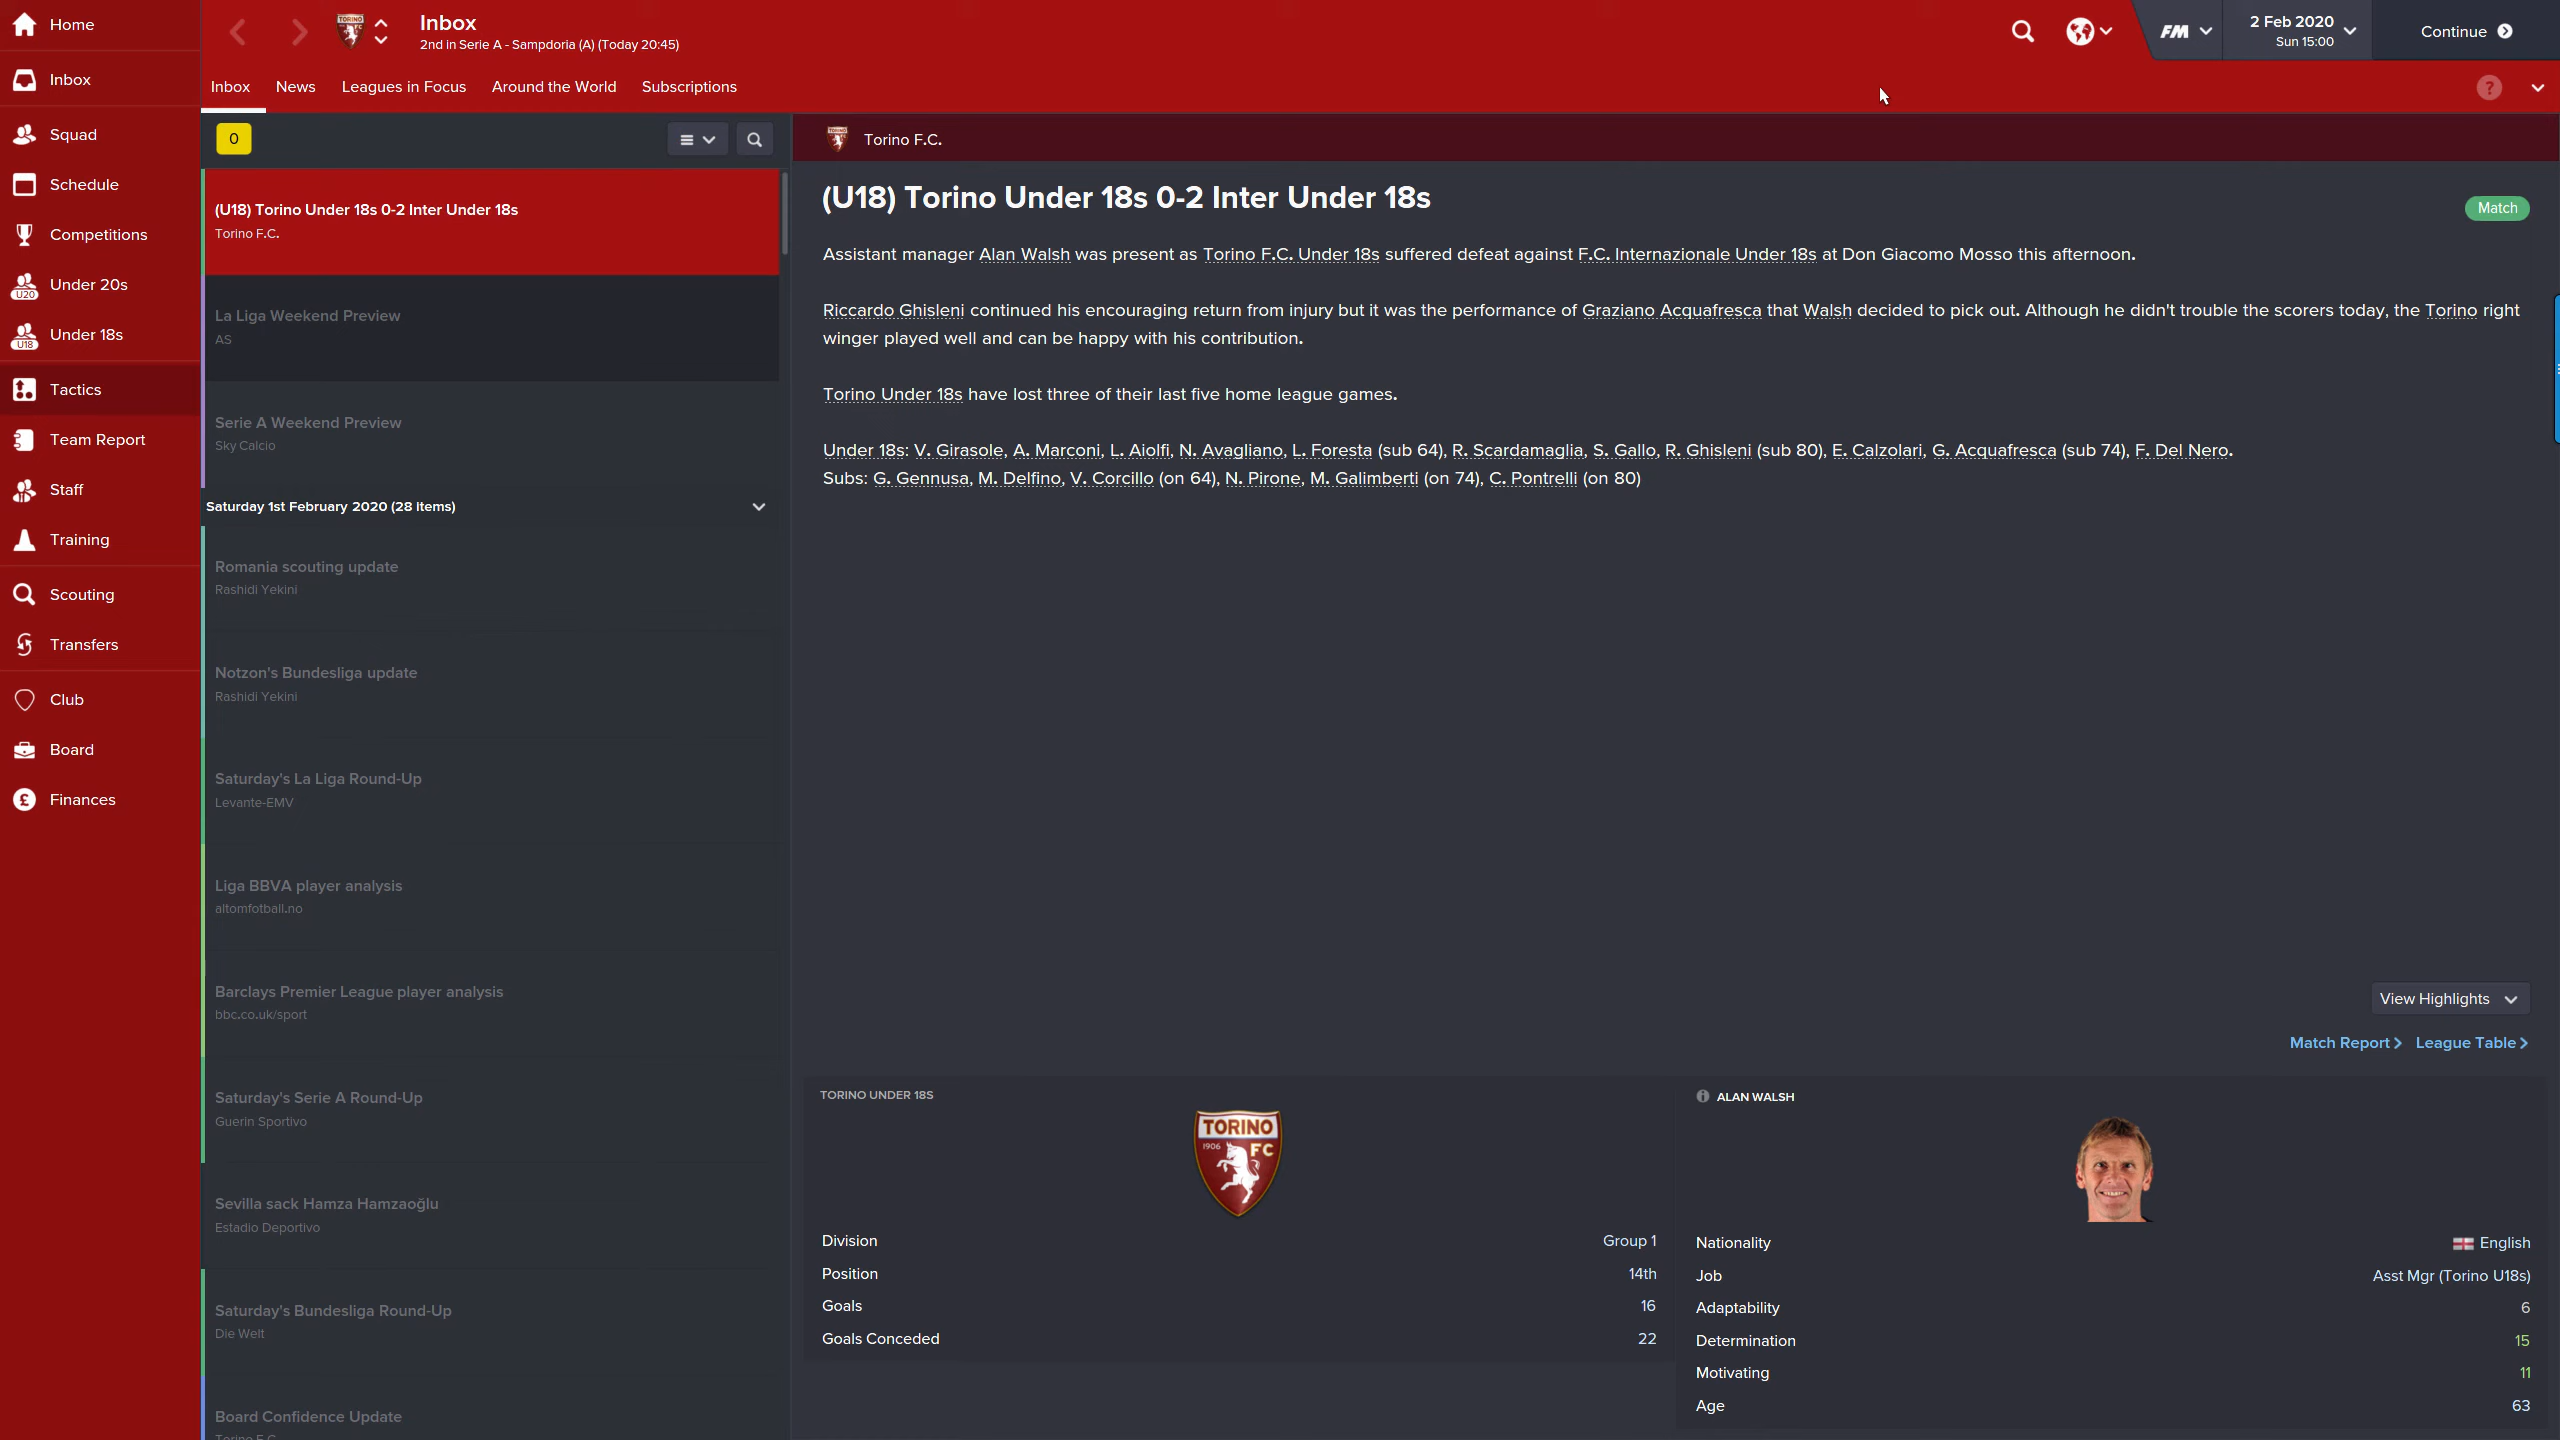 Home
Inbox
Squad
Schedule
Competitions
U20
Under 20s
U18
Under 18s
Tactics
Team Report
Staff
Training
Scouting
Transfers
Club
Board
£
Finances
TORINO
Inbox
2nd in Serie A - Sampdoria (A) (Today 20:45)
FM
2 Feb 2020
Sun 15:00
Continue
Inbox
News
Leagues in Focus
Around the World
Subscriptions
?
0
(U18) Torino Under 18s 0-2 Inter Under 18s
Torino F.C.
La Liga Weekend Preview
AS
Serie A Weekend Preview
Sky Calcio
Saturday 1st February 2020 (28 Items)
Romania scouting update
Rashidi Yekini
Notzon's Bundesliga update
Rashidi Yekini
Saturday's La Liga Round-Up
Levante-EMV
Liga BBVA player analysis
altomfotball.no
Barclays Premier League player analysis
bbc.co.uk/sport
Saturday's Serie A Round-Up
Guerin Sportivo
Sevilla sack Hamza Hamzaoğlu
Estadio Deportivo
Saturday's Bundesliga Round-Up
Die Welt
Board Confidence Update
Torino F.C.
Torino F.C.
(U18) Torino Under 18s 0-2 Inter Under 18s
Match
Assistant manager Alan Walsh was present as Torino F.C. Under 18s suffered defeat against F.C. Internazionale Under 18s at Don Giacomo Mosso this afternoon.
Riccardo Ghisleni continued his encouraging return from injury but it was the performance of Graziano Acquafresca that Walsh decided to pick out. Although he didn't trouble the scorers today, the Torino right
winger played well and can be happy with his contribution.
Torino Under 18s have lost three of their last five home league games.
Under 18s: V. Girasole, A. Marconi, L. Aiolfi, N. Avagliano, L. Foresta (sub 64), R. Scardamaglia, S. Gallo, R. Ghisleni (sub 80), E. Calzolari, G. Acquafresca (sub 74), F. Del Nero.
Subs: G. Gennusa, M. Delfino, V. Corcillo (on 64), N. Pirone, M. Galimberti (on 74), C. Pontrelli (on 80)
View Highlights
Match Report
League Table
TORINO UNDER 18S
TORINO
1906 FC
Division Group 1
Position 14th
Goals 16
Goals Conceded 22
ALAN WALSH
Nationality English
Job Asst Mgr (Torino U18s)
Adaptability 6
Determination 15
Motivating 11
Age 63